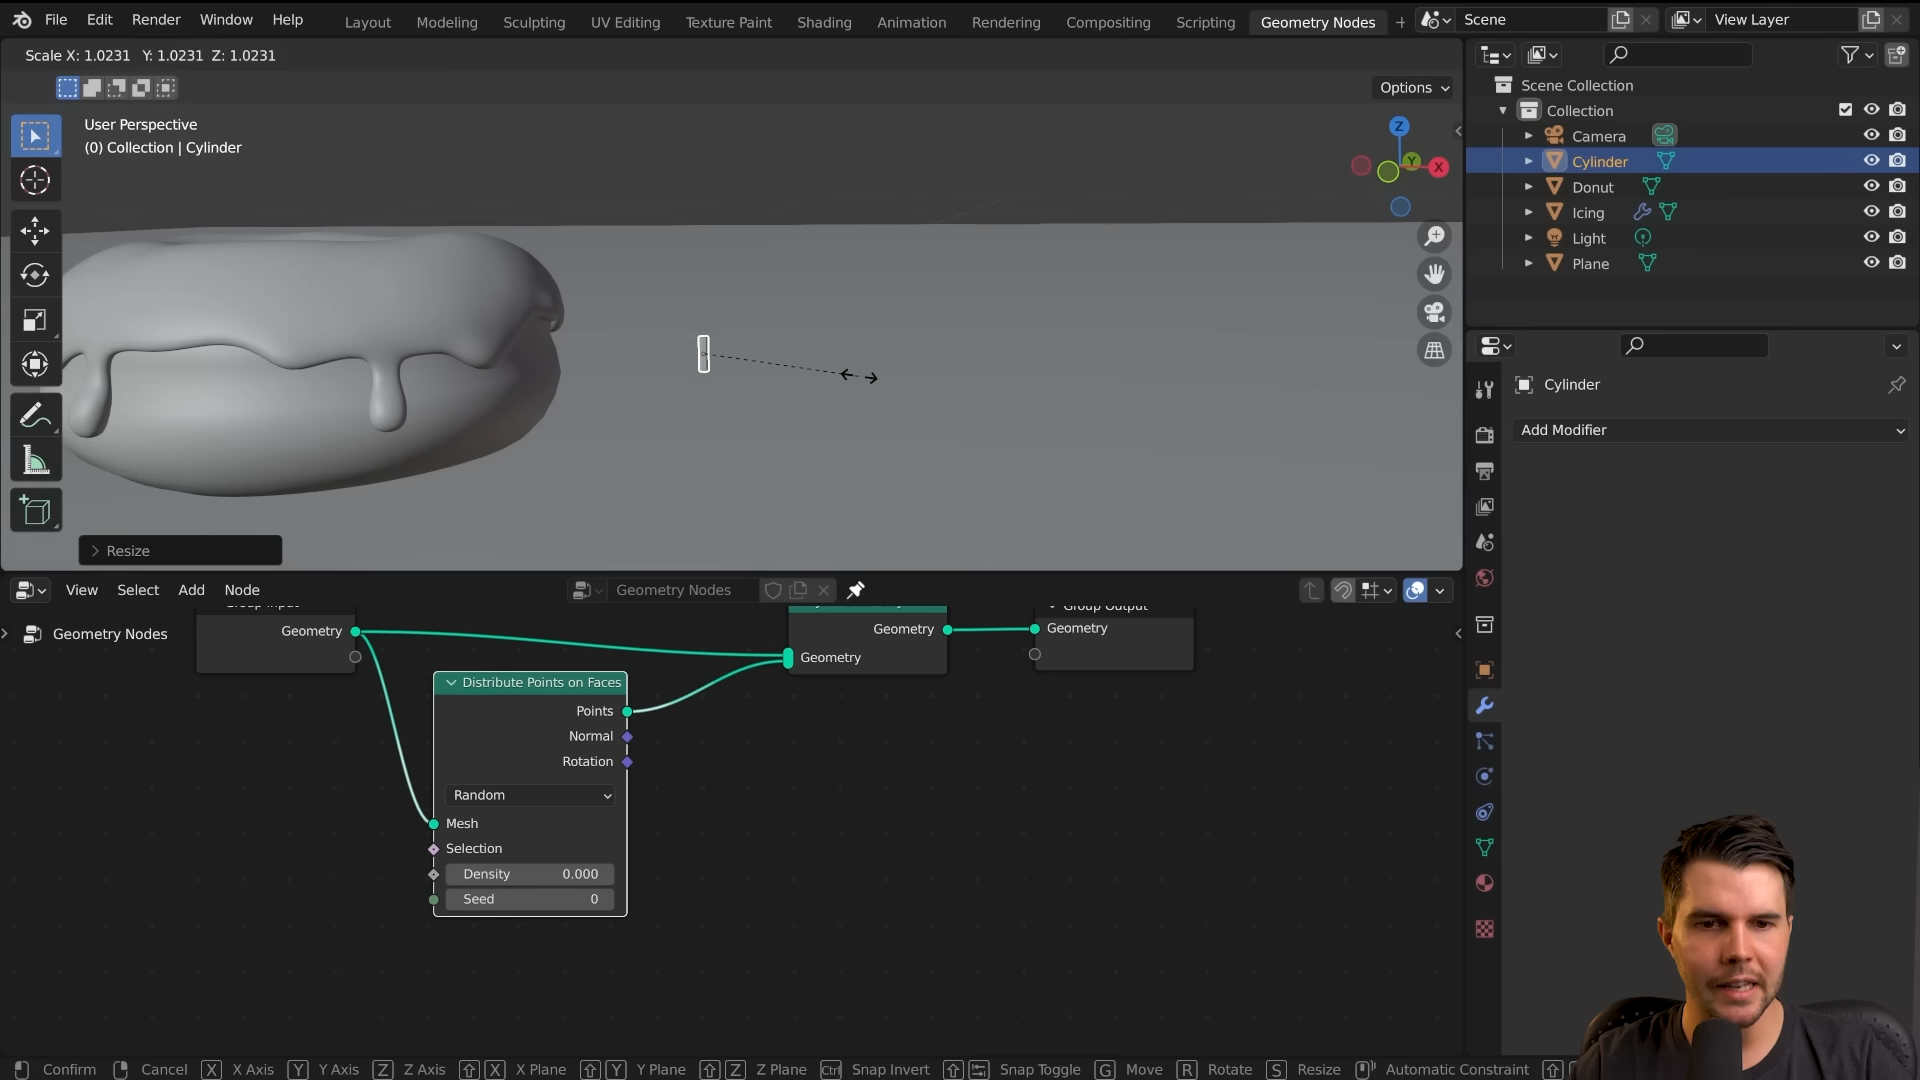 File Edit Render Window Help Layout Modeling Sculpting UV Editing Texture Paint Shading Animation Rendering Compositing Scripting Geometry Nodes + Scene View Layer
Scale X: 1.0231 Y: 1.0231 Z: 1.0231
Options
User Perspective
(0) Collection | Cylinder
Z
Y
X
Resize
Scene Collection
Collection
Camera
Cylinder
Donut
Icing
Light
Plane
Cylinder
Add Modifier
View Select Add Node Geometry Nodes
Geometry Nodes
Group Input
Geometry
Geometry
Geometry
Group Output
Geometry
Distribute Points on Faces
Points
Normal
Rotation
Random
Mesh
Selection
Density 0.000
Seed 0
Confirm Cancel X X Axis Y Y Axis Z Z Axis X X Plane Y Y Plane Z Z Plane Ctrl Snap Invert Snap Toggle G Move R Rotate S Resize Automatic Constraint